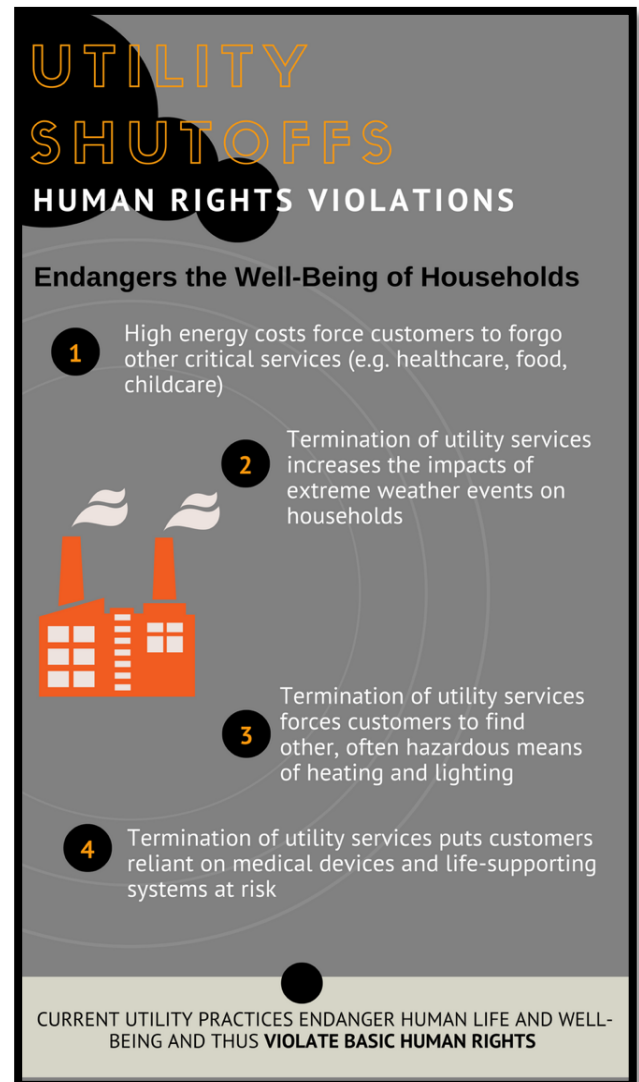 UTILITY
SHUTOFFS
HUMAN RIGHTS VIOLATIONS
Endangers the Well-Being of Households
1
High energy costs force customers to forgo
other critical services (e.g. healthcare, food,
childcare)
2
Termination of utility services
increases the impacts of
extreme weather events on
households
3
Termination of utility services
forces customers to find
other, often hazardous means
of heating and lighting
4
Termination of utility services puts customers
reliant on medical devices and life-supporting
systems at risk
CURRENT UTILITY PRACTICES ENDANGER HUMAN LIFE AND WELL-
BEING AND THUS VIOLATE BASIC HUMAN RIGHTS